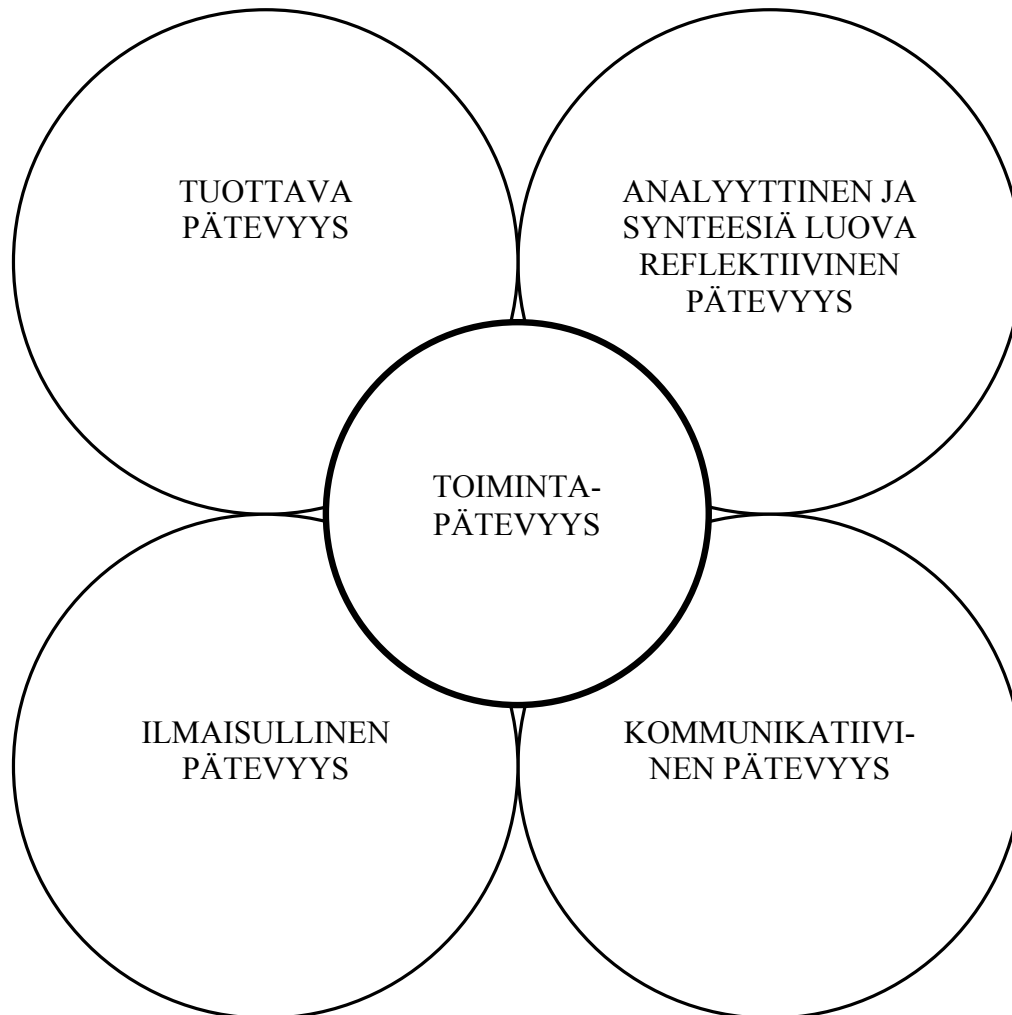 TUOTTAVA
PÄTEVYYS
ANALYYTTINEN JA
SYNTEESIÄ LUOVA
REFLEKTIIVINEN
PÄTEVYYS
TOIMINTA-
PÄTEVYYS
ILMAISULLINEN
PÄTEVYYS
KOMMUNIKATIIVI-
NEN PÄTEVYYS